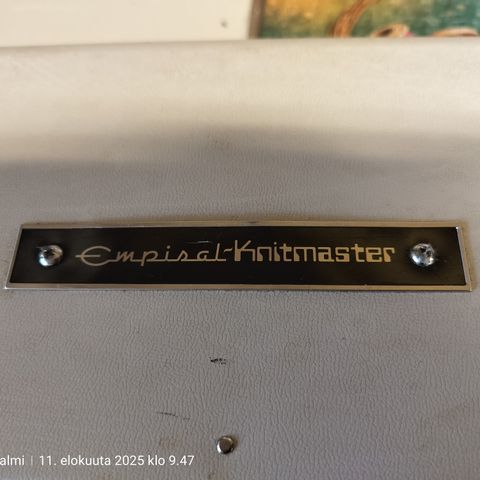 Empisal-Knitmaster
almi | 11. elokuuta 2025 klo 9.47